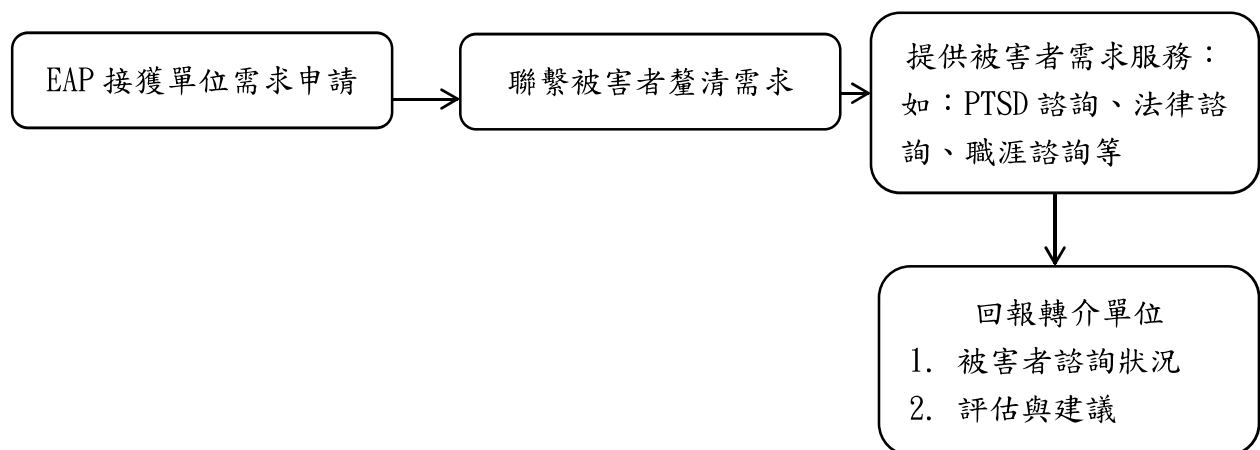 EAP 接獲單位需求申請
聯繫被害者釐清需求
提供被害者需求服務：
如：PTSD 諮詢、法律諮
詢、職涯諮詢等
回報轉介單位
1. 被害者諮詢狀況
2. 評估與建議